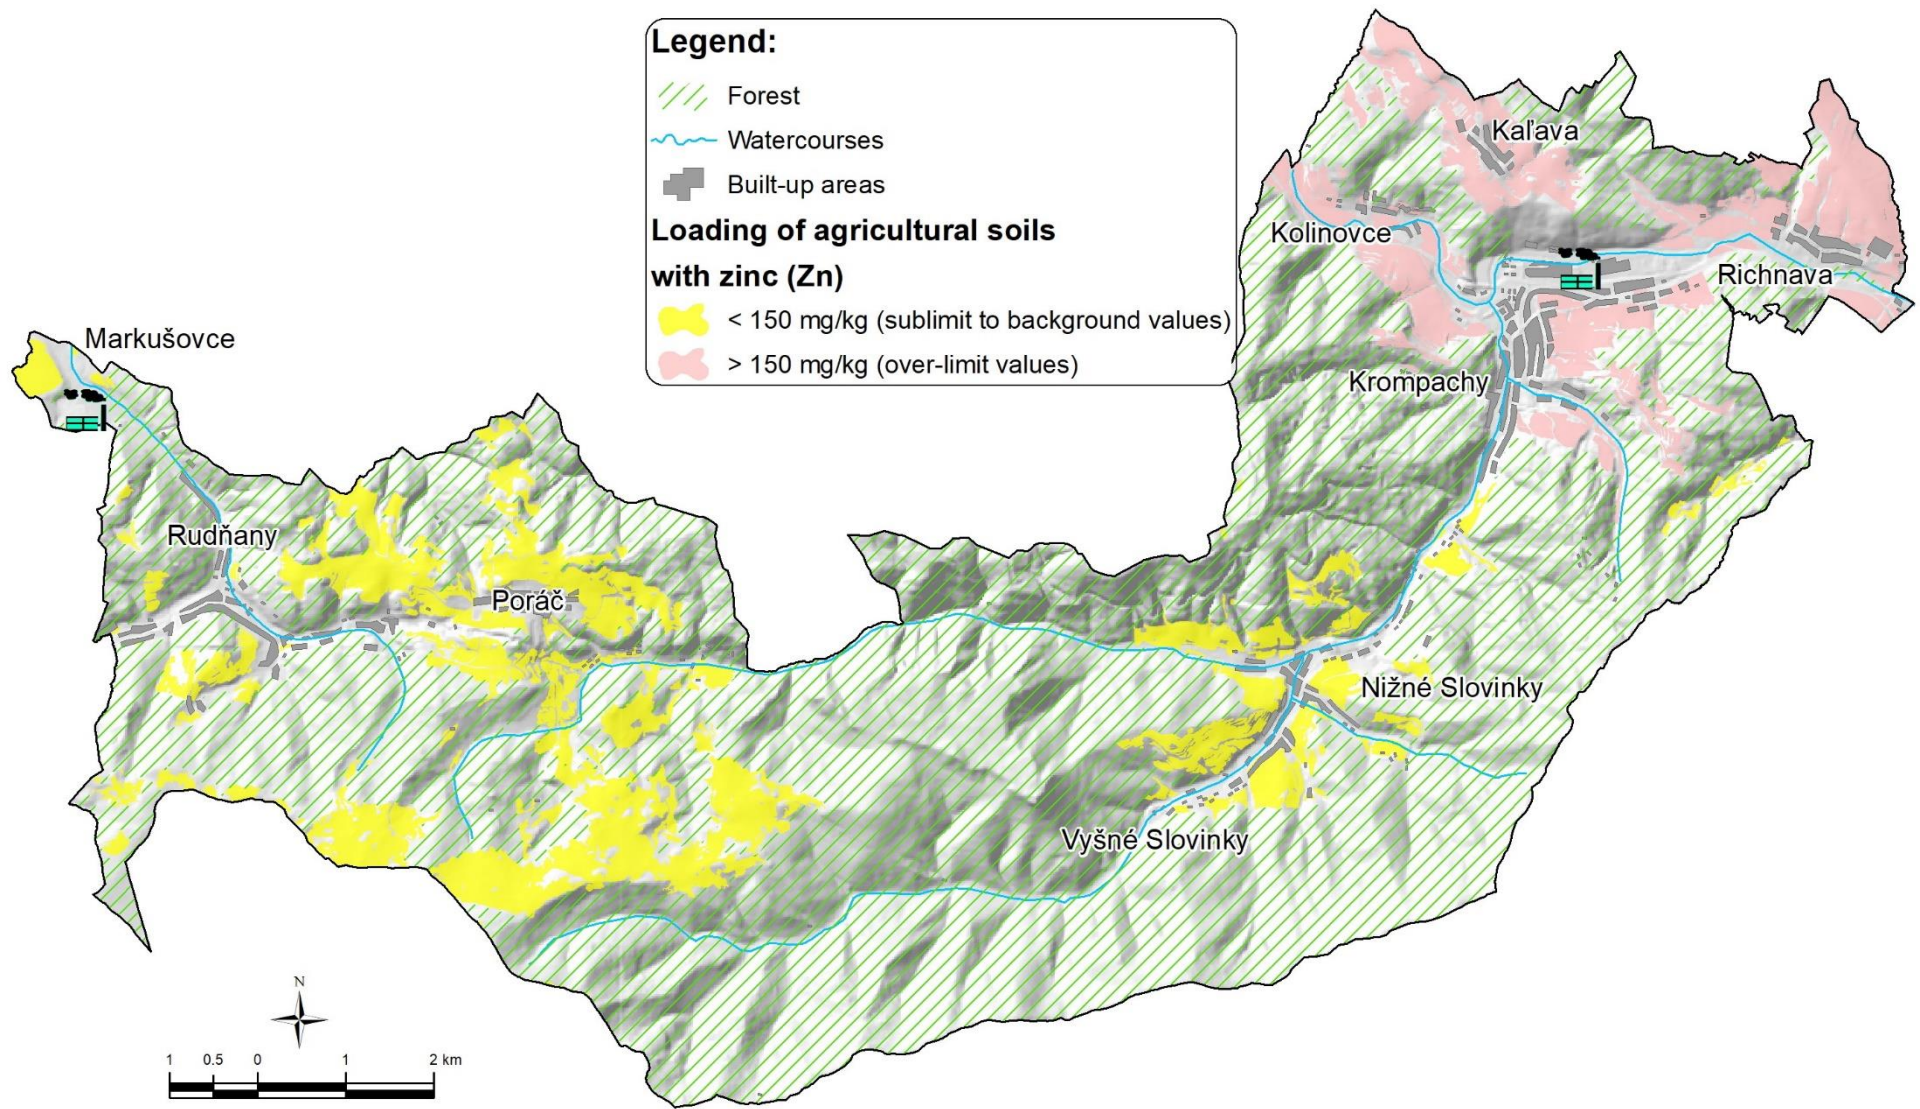 Legend:
Forest
Watercourses
Built-up areas
Loading of agricultural soils
with zinc (Zn)
< 150 mg/kg (sublimit to background values)
> 150 mg/kg (over-limit values)
Kaľava
Kolinovce
Richnava
Markušovce
Krompachy
Rudňany
Poráč
Nižné Slovinky
Vyšné Slovinky
N
1 0.5 0 1 2 km